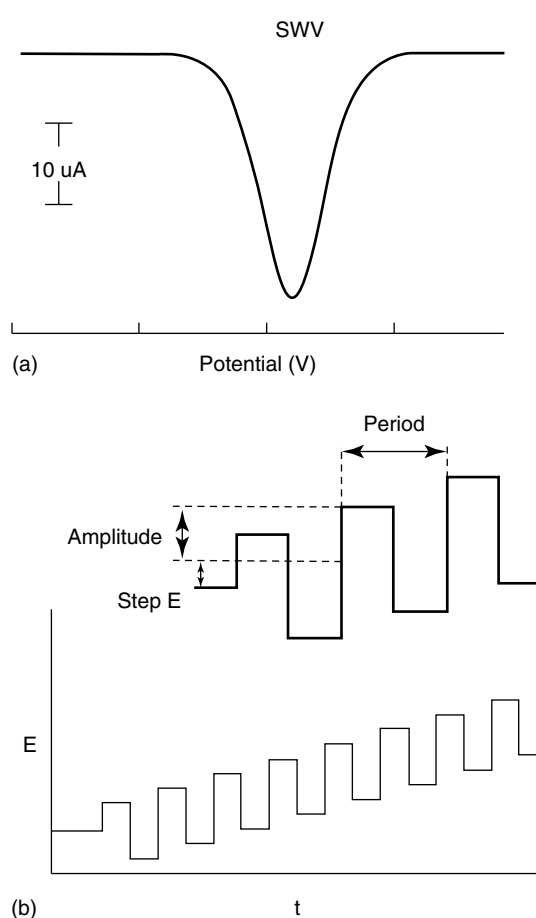 SWV
10 uA
Potential (V)
(a)
Period
Amplitude
Step E
E
t
(b)